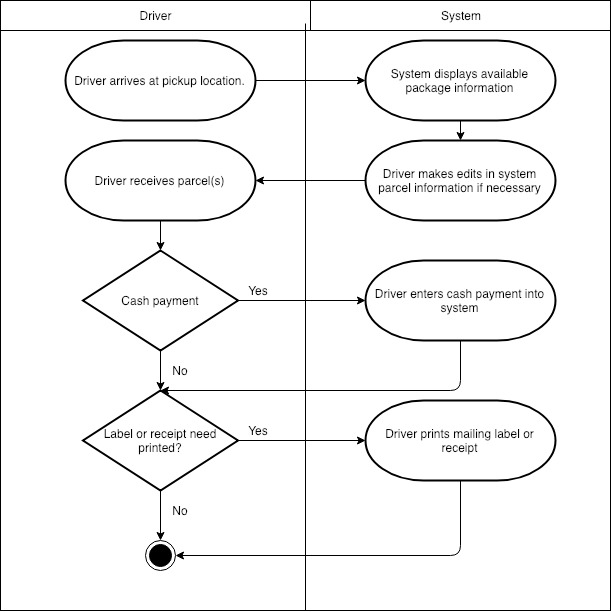 Driver
System
Driver arrives at pickup location.
System displays available
package information
Driver receives parcel(s)
Driver makes edits in system
parcel information if necessary
Cash payment
Yes
Driver enters cash payment into
system
No
Label or receipt need
printed?
Yes
Driver prints mailing label or
receipt
No